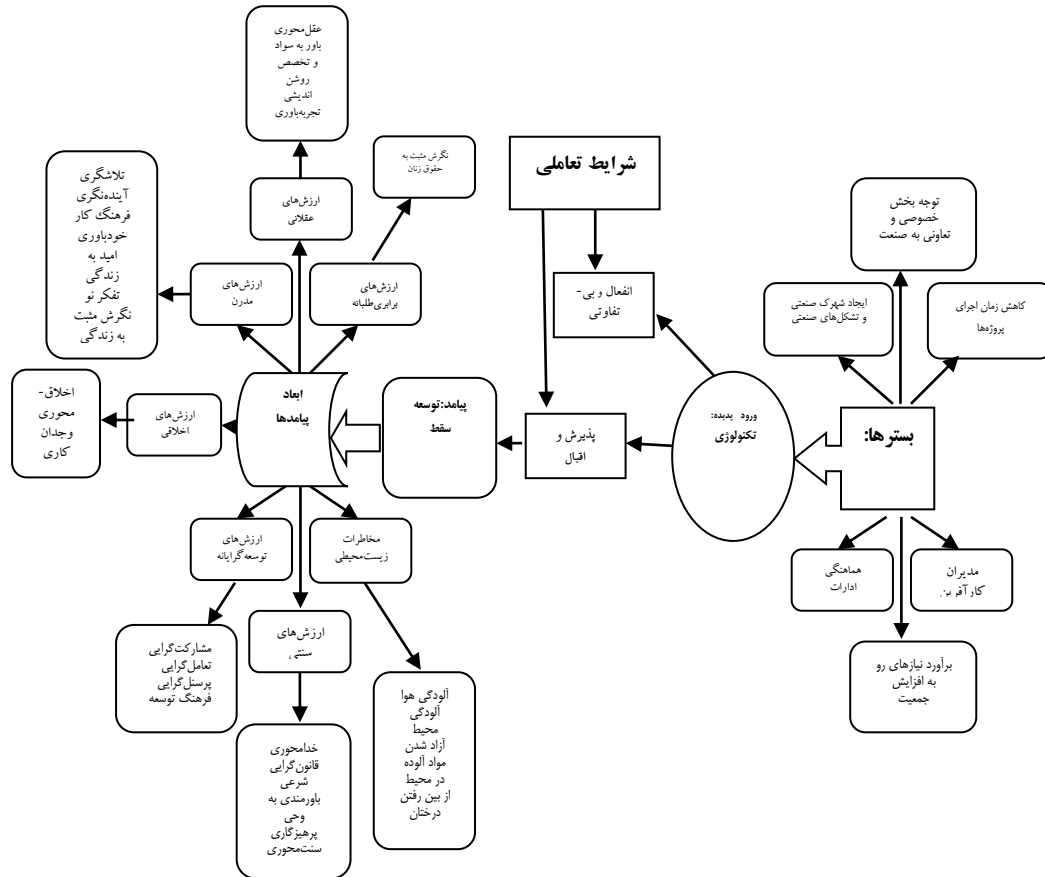 عقل‌محوری
باور به سواد
و تخصص
روشن
اندیشی
تجربه‌باوری
نگرش مثبت به
حقوق زنان
شرایط تعاملی
توجه بخش
خصوصی و
تعاونی به صنعت
تلاشگری
آینده‌نگری
فرهنگ کار
خودباوری
امید به
زندگی
تفکر نو
نگرش مثبت
به زندگی
ارزش‌های
عقلانی
ارزش‌های
مدرن
ارزش‌های
برابری‌طلبانه
انفعال و بی-
تفاوتی
ایجاد شهرک صنعتی
و تشکل‌های صنعتی
کاهش زمان اجرای
پروژه‌ها
اخلاق-
محوری
وجدان
کاری
ارزش‌های
اخلاقی
ابعاد
پیامدها
پیامد:توسعه
سقط
پذیرش و
اقبال
ورود پدیده:
تکنولوژی
بسترها:
ارزش‌های
توسعه‌گرایانه
مخاطرات
زیست‌محیطی
هماهنگی
ادارات
مدیران
کارآفرین
مشارکت‌گرایی
تعامل‌گرایی
پرسنل‌گرایی
فرهنگ توسعه
ارزش‌های
سنتی
برآورد نیازهای رو
به افزایش
جمعیت
آلودگی هوا
آلودگی
محیط
آزاد شدن
مواد آلوده
در محیط
از بین رفتن
درختان
خدامحوری
قانون‌گرایی
شرعی
باورمندی به
وحی
پرهیزگاری
سنت‌محوری